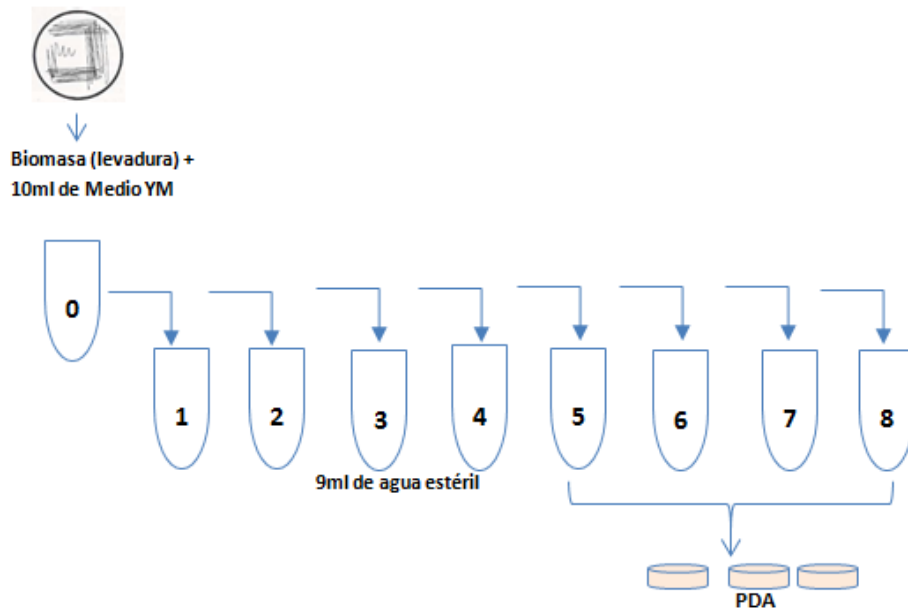 Biomasa (levadura) +
10ml de Medio YM
0
1 2 3 4 5 6 7 8
9ml de agua estéril
PDA